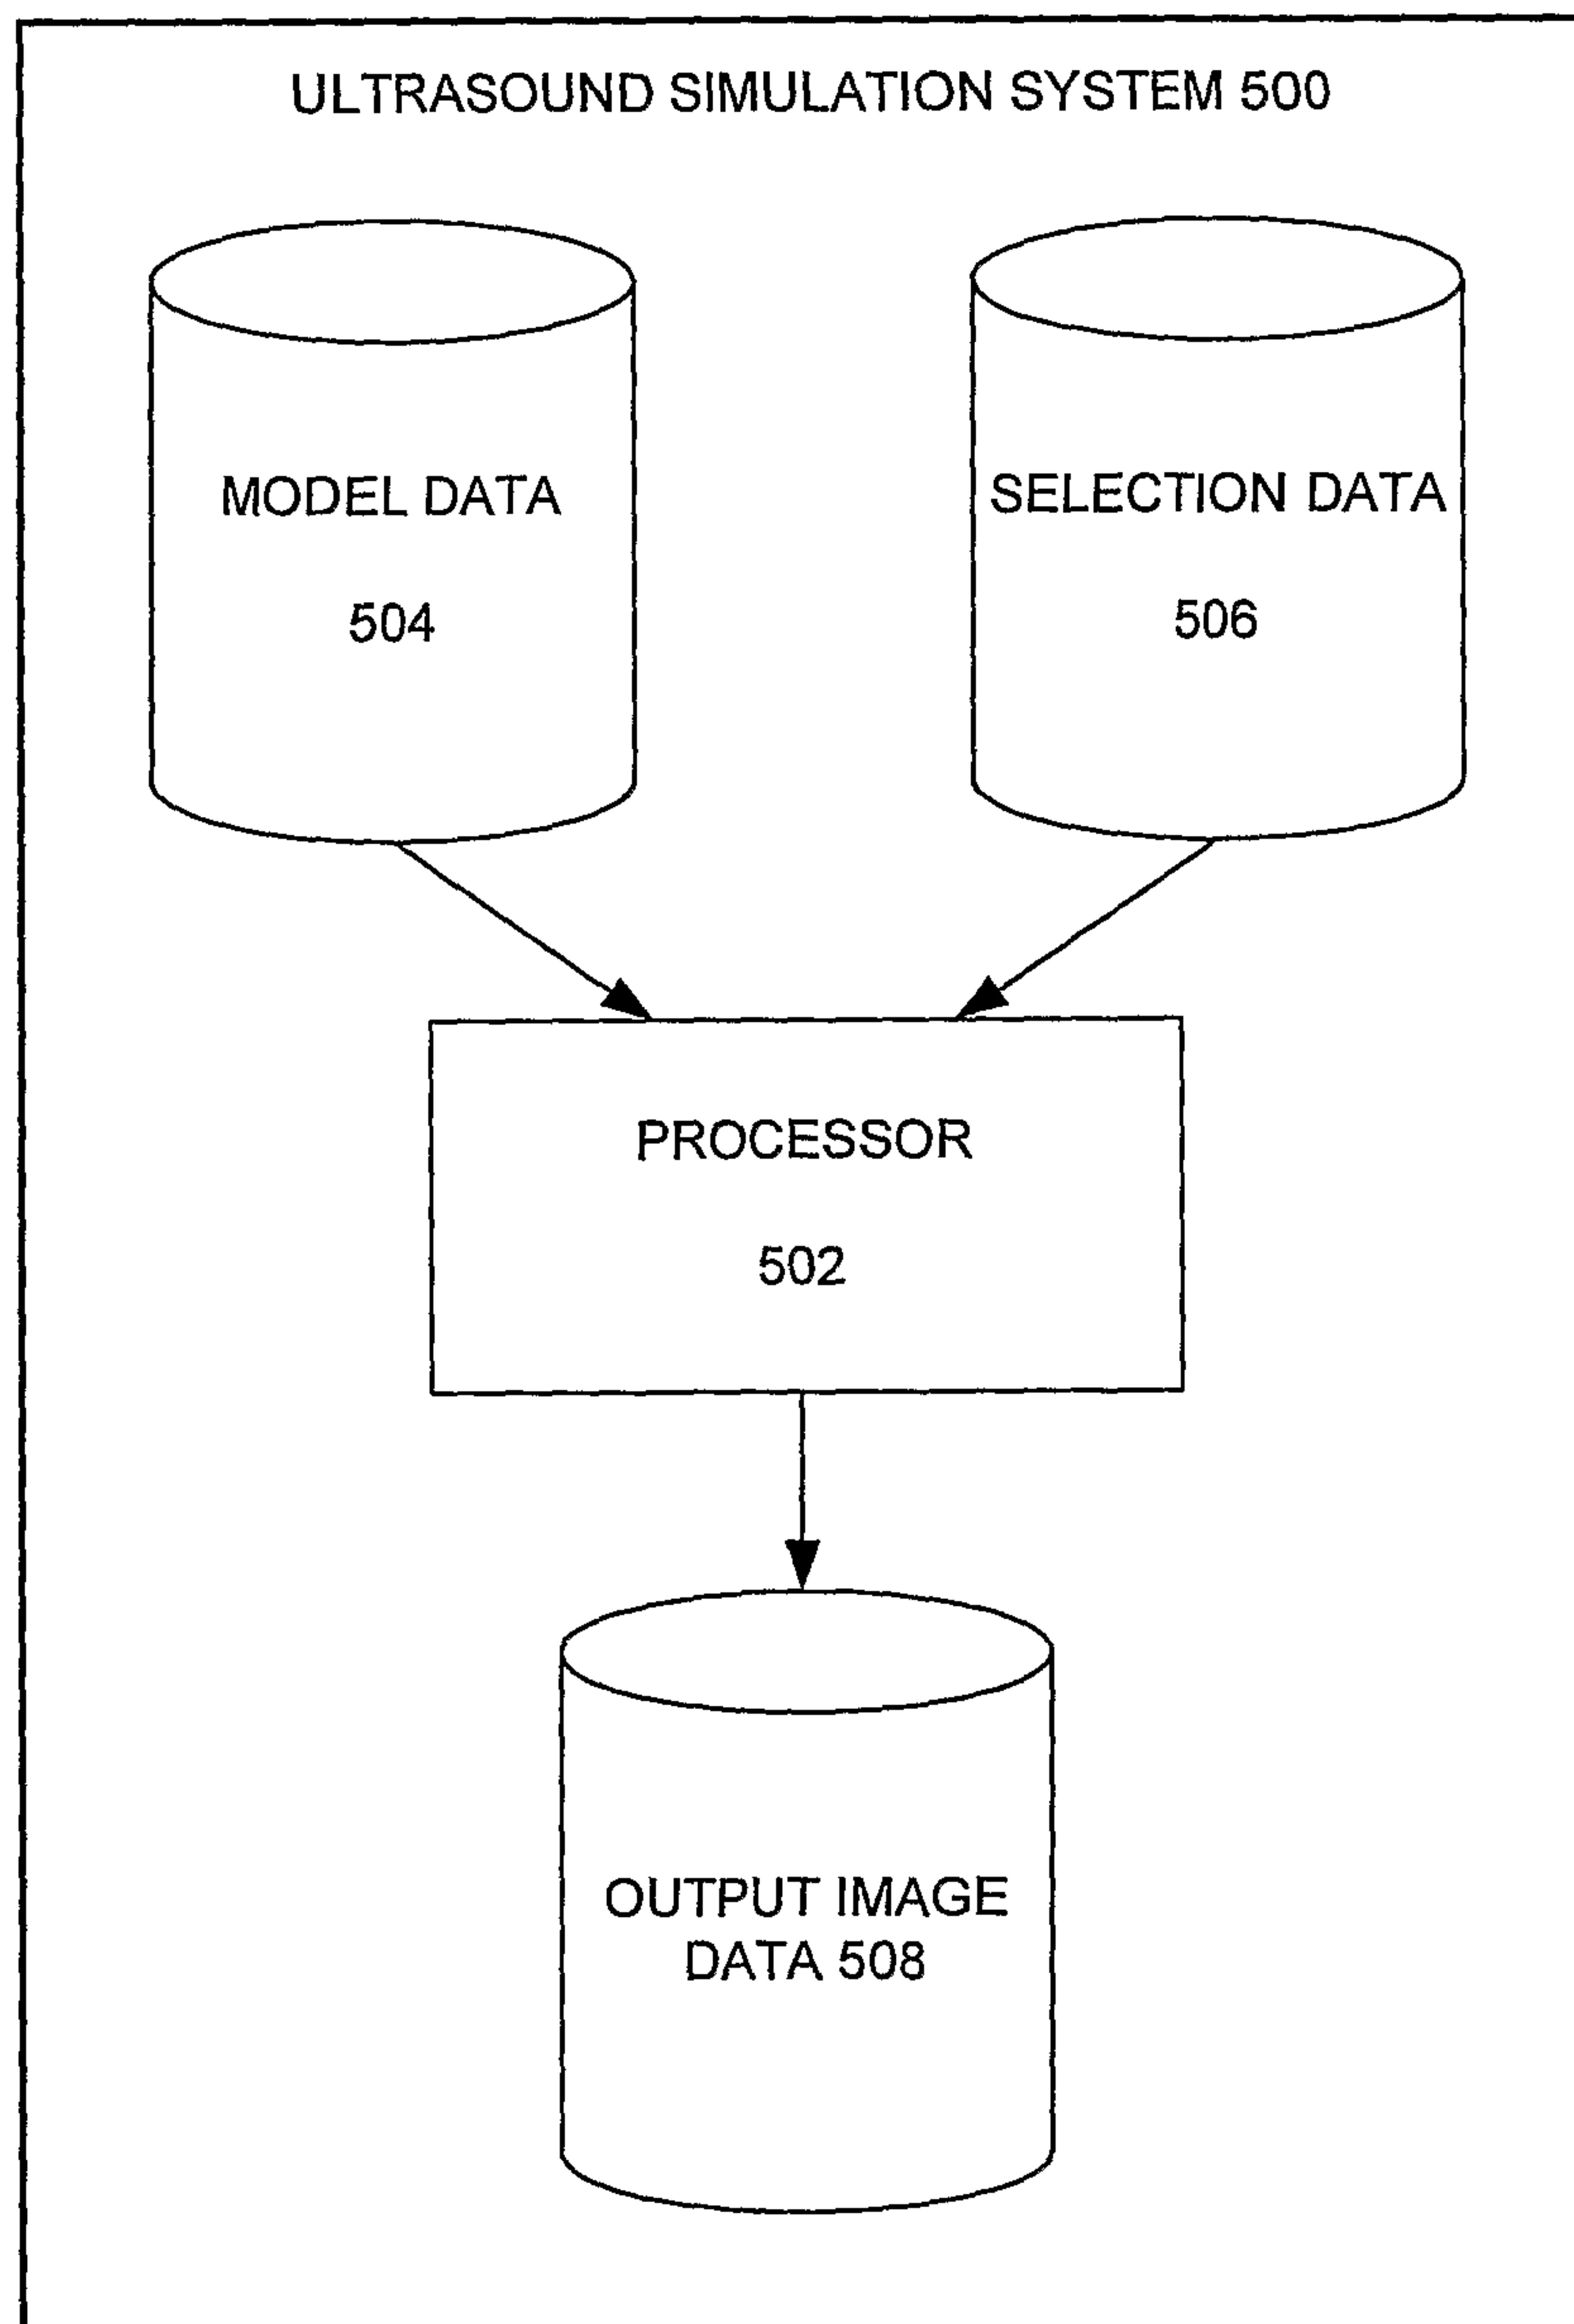 ULTRASOUND SIMULATION SYSTEM 500
MODEL DATA
504
SELECTION DATA
506
PROCESSOR
502
OUTPUT IMAGE
DATA 508